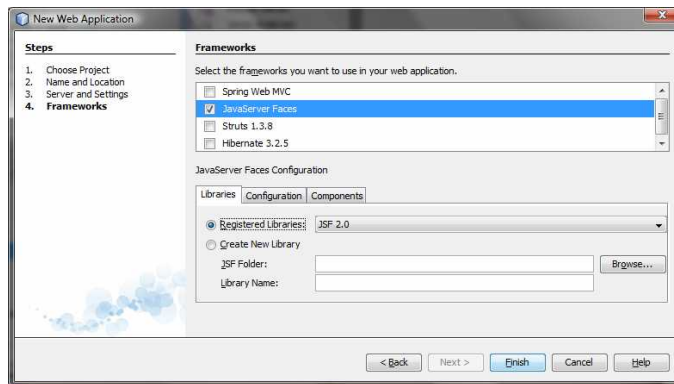 New Web Application
Steps
1. Choose Project
2. Name and Location
3. Server and Settings
4. Frameworks
Frameworks
Select the frameworks you want to use in your web application.
Spring Web MVC
JavaServer Faces
Struts 1.3.8
Hibernate 3.2.5
JavaServer Faces Configuration
Libraries Configuration Components
Registered Libraries: JSF 2.0
Create New Library
JSF Folder: Browse...
Library Name:
< Back Next > Finish Cancel Help